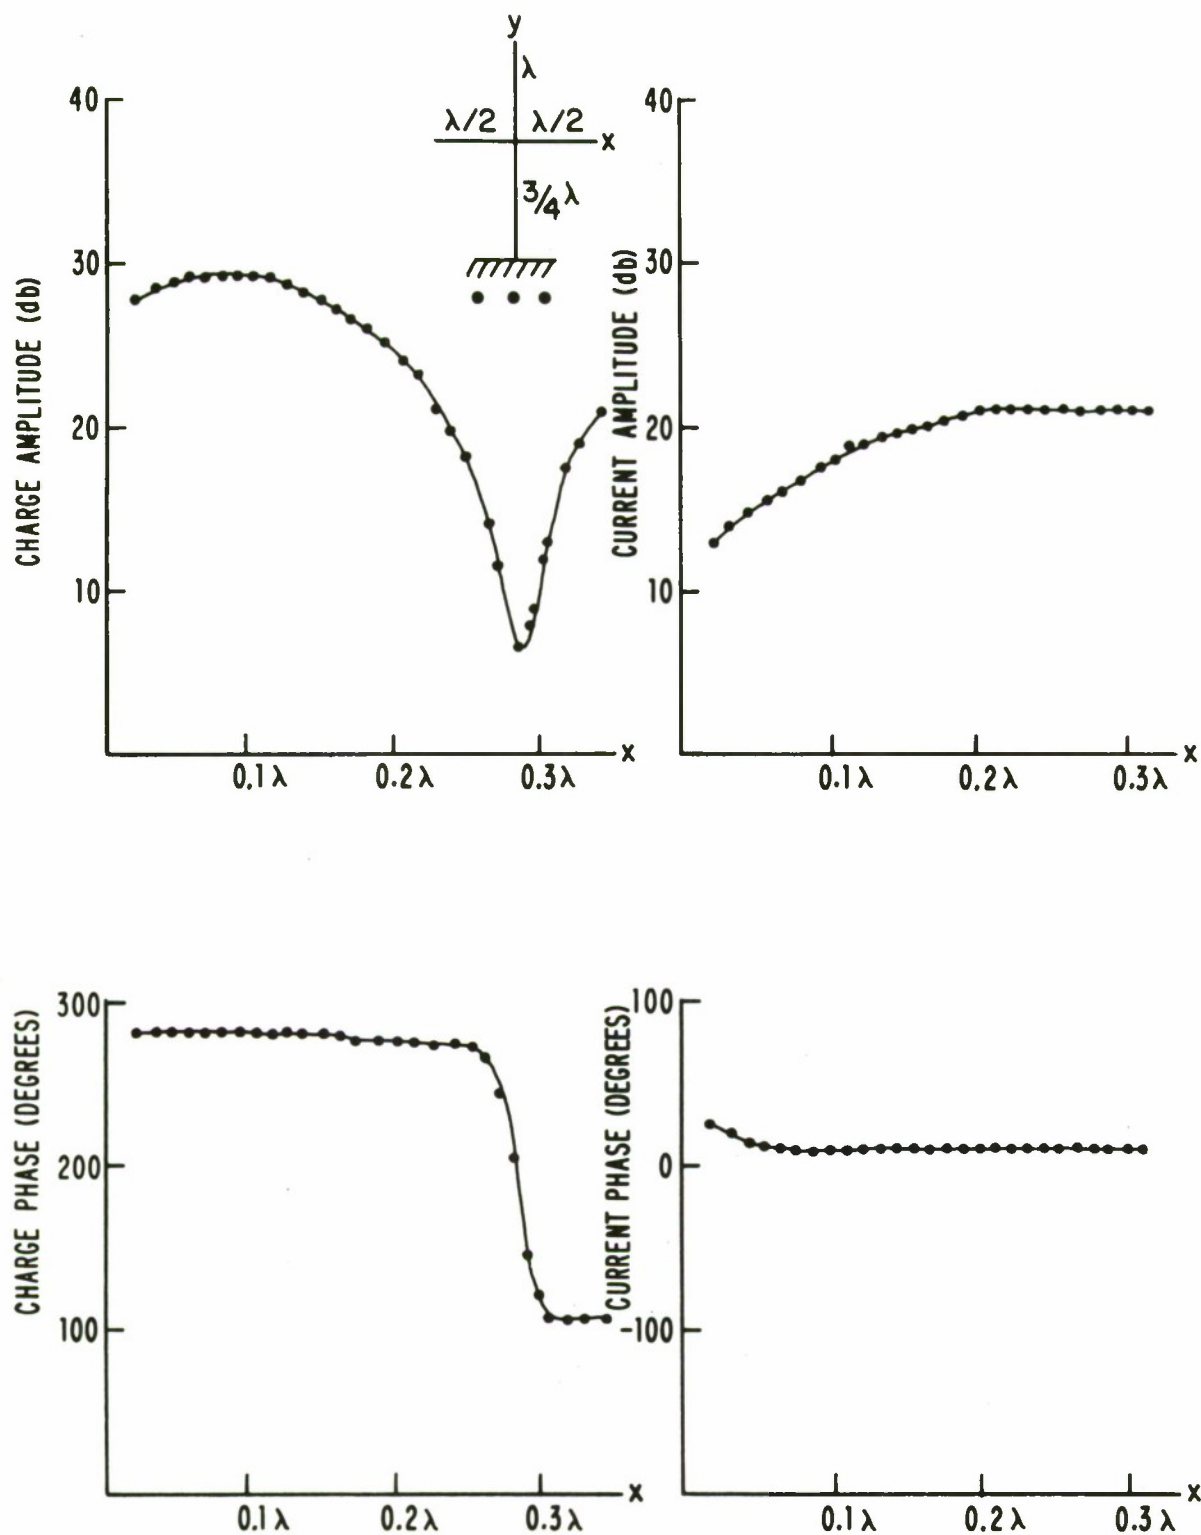 y
λ
λ/2 λ/2
x
3/4 λ
40
30
20
10
CHARGE AMPLITUDE (db)
0.1λ 0.2λ 0.3λ x
40
30
20
10
CURRENT AMPLITUDE (db)
0.1λ 0.2λ 0.3λ x
300
200
100
CHARGE PHASE (DEGREES)
0.1λ 0.2λ 0.3λ x
100
0
-100
CURRENT PHASE (DEGREES)
0.1λ 0.2λ 0.3λ x